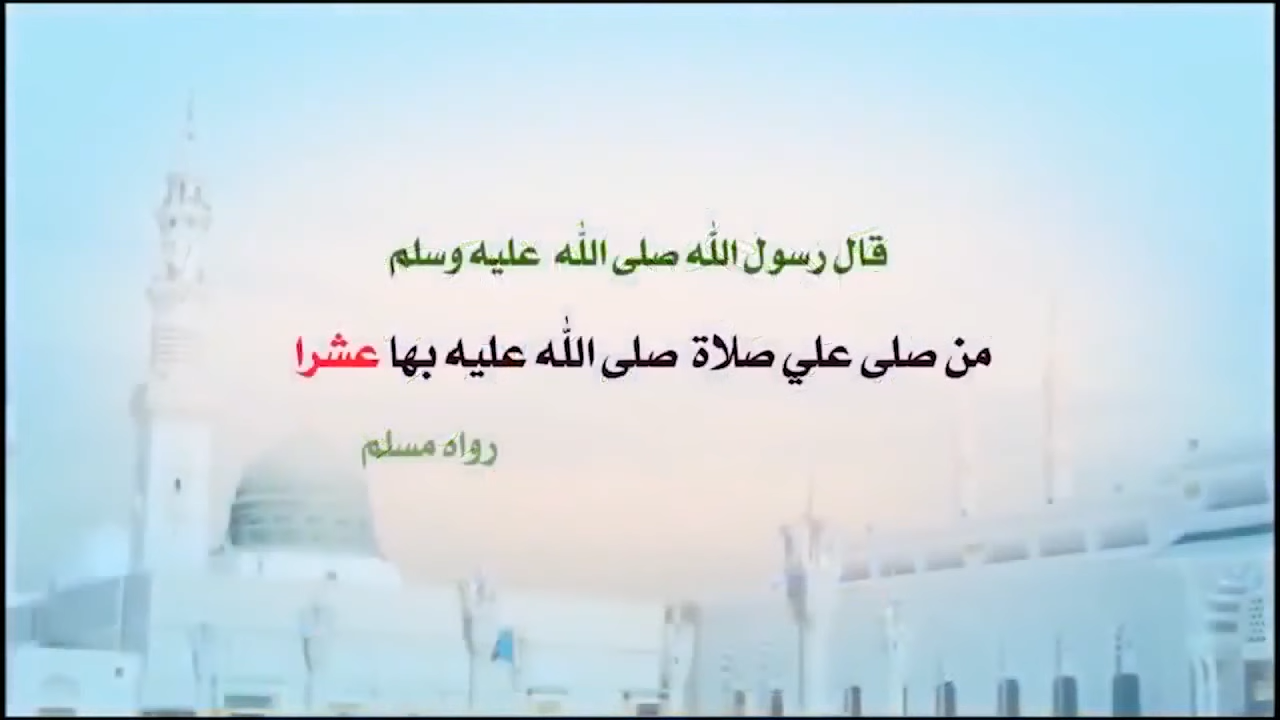 قال رسول الله صلى الله عليه وسلم
من صلى علي صلاة صلى الله عليه بها عشرا
رواه مسلم